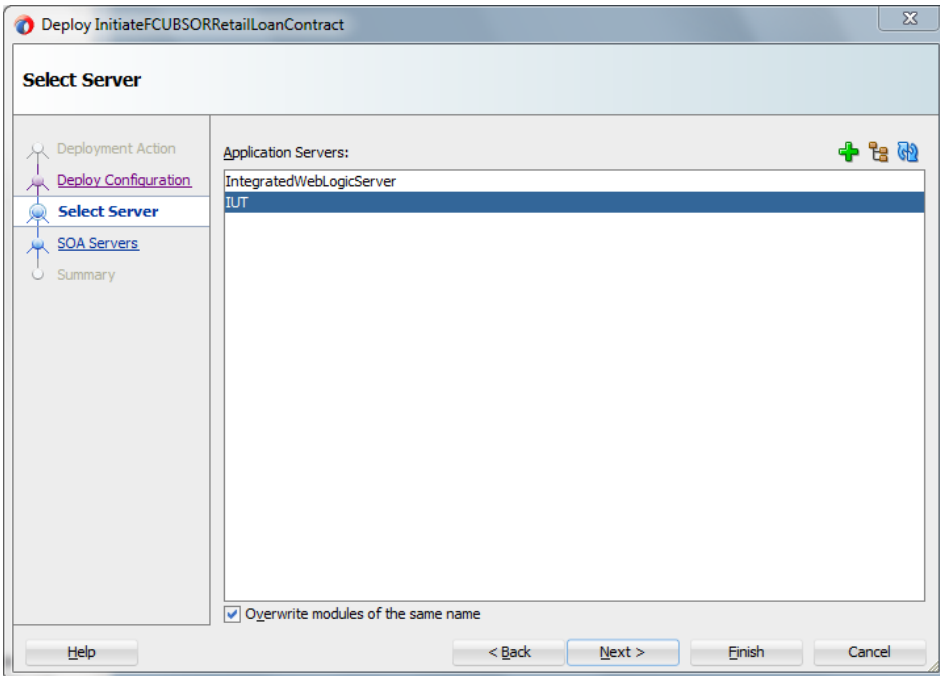 Deploy InitiateFCUBSORRetailLoanContract
Select Server
Deployment Action
Deploy Configuration
Select Server
SOA Servers
Summary
Application Servers:
IntegratedWebLogicServer
IUT
Overwrite modules of the same name
Help
< Back
Next >
Finish
Cancel